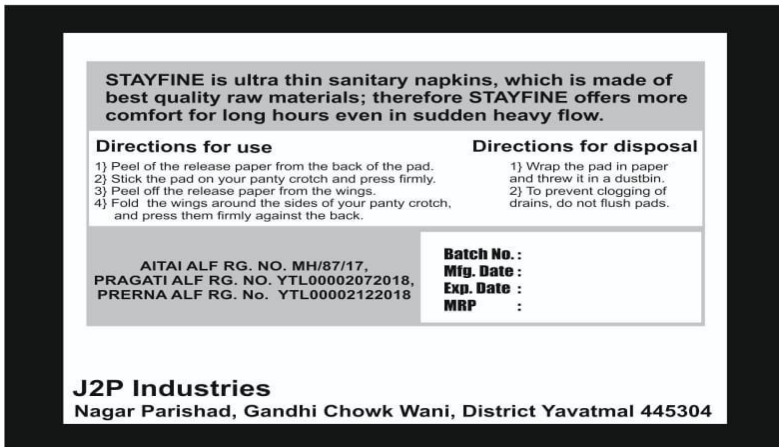 STAYFINE is ultra thin sanitary napkins, which is made of
best quality raw materials; therefore STAYFINE offers more
comfort for long hours even in sudden heavy flow.
Directions for use
1} Peel of the release paper from the back of the pad.
2} Stick the pad on your panty crotch and press firmly.
3} Peel off the release paper from the wings.
4} Fold the wings around the sides of your panty crotch,
and press them firmly against the back.
Directions for disposal
1} Wrap the pad in paper
and threw it in a dustbin.
2} To prevent clogging of
drains, do not flush pads.
AITAI ALF RG. NO. MH/87/17,
PRAGATI ALF RG. NO. YTL00002072018,
PRERNA ALF RG. No. YTL00002122018
Batch No. :
Mfg. Date :
Exp. Date :
MRP :
J2P Industries
Nagar Parishad, Gandhi Chowk Wani, District Yavatmal 445304